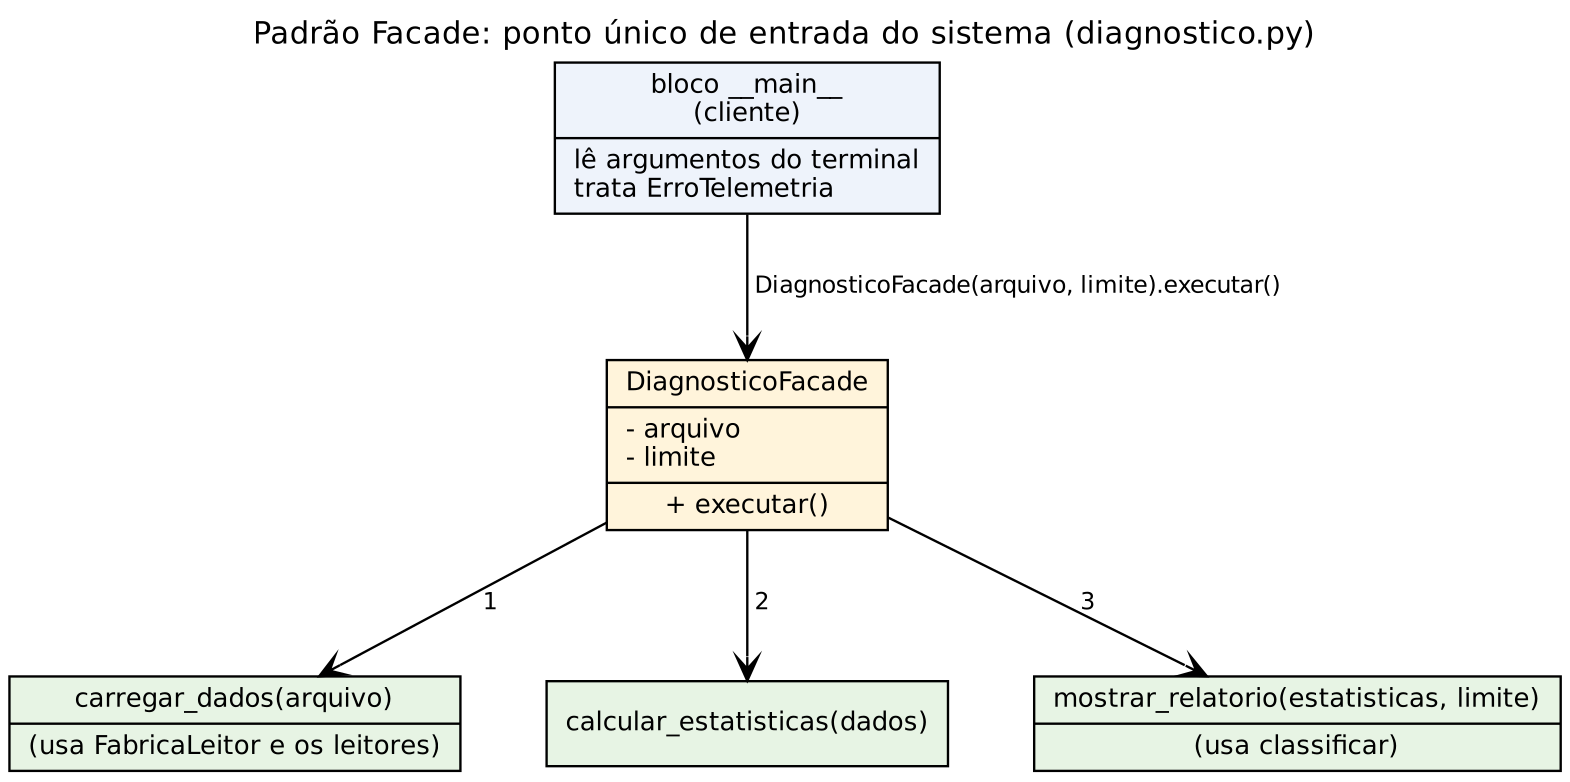 Padrão Facade: ponto único de entrada do sistema (diagnostico.py)
bloco __main__
(cliente)
lê argumentos do terminal
trata ErroTelemetria
DiagnosticoFacade(arquivo, limite).executar()
DiagnosticoFacade
- arquivo
- limite
+ executar()
1
2
3
carregar_dados(arquivo)
(usa FabricaLeitor e os leitores)
calcular_estatisticas(dados)
mostrar_relatorio(estatisticas, limite)
(usa classificar)